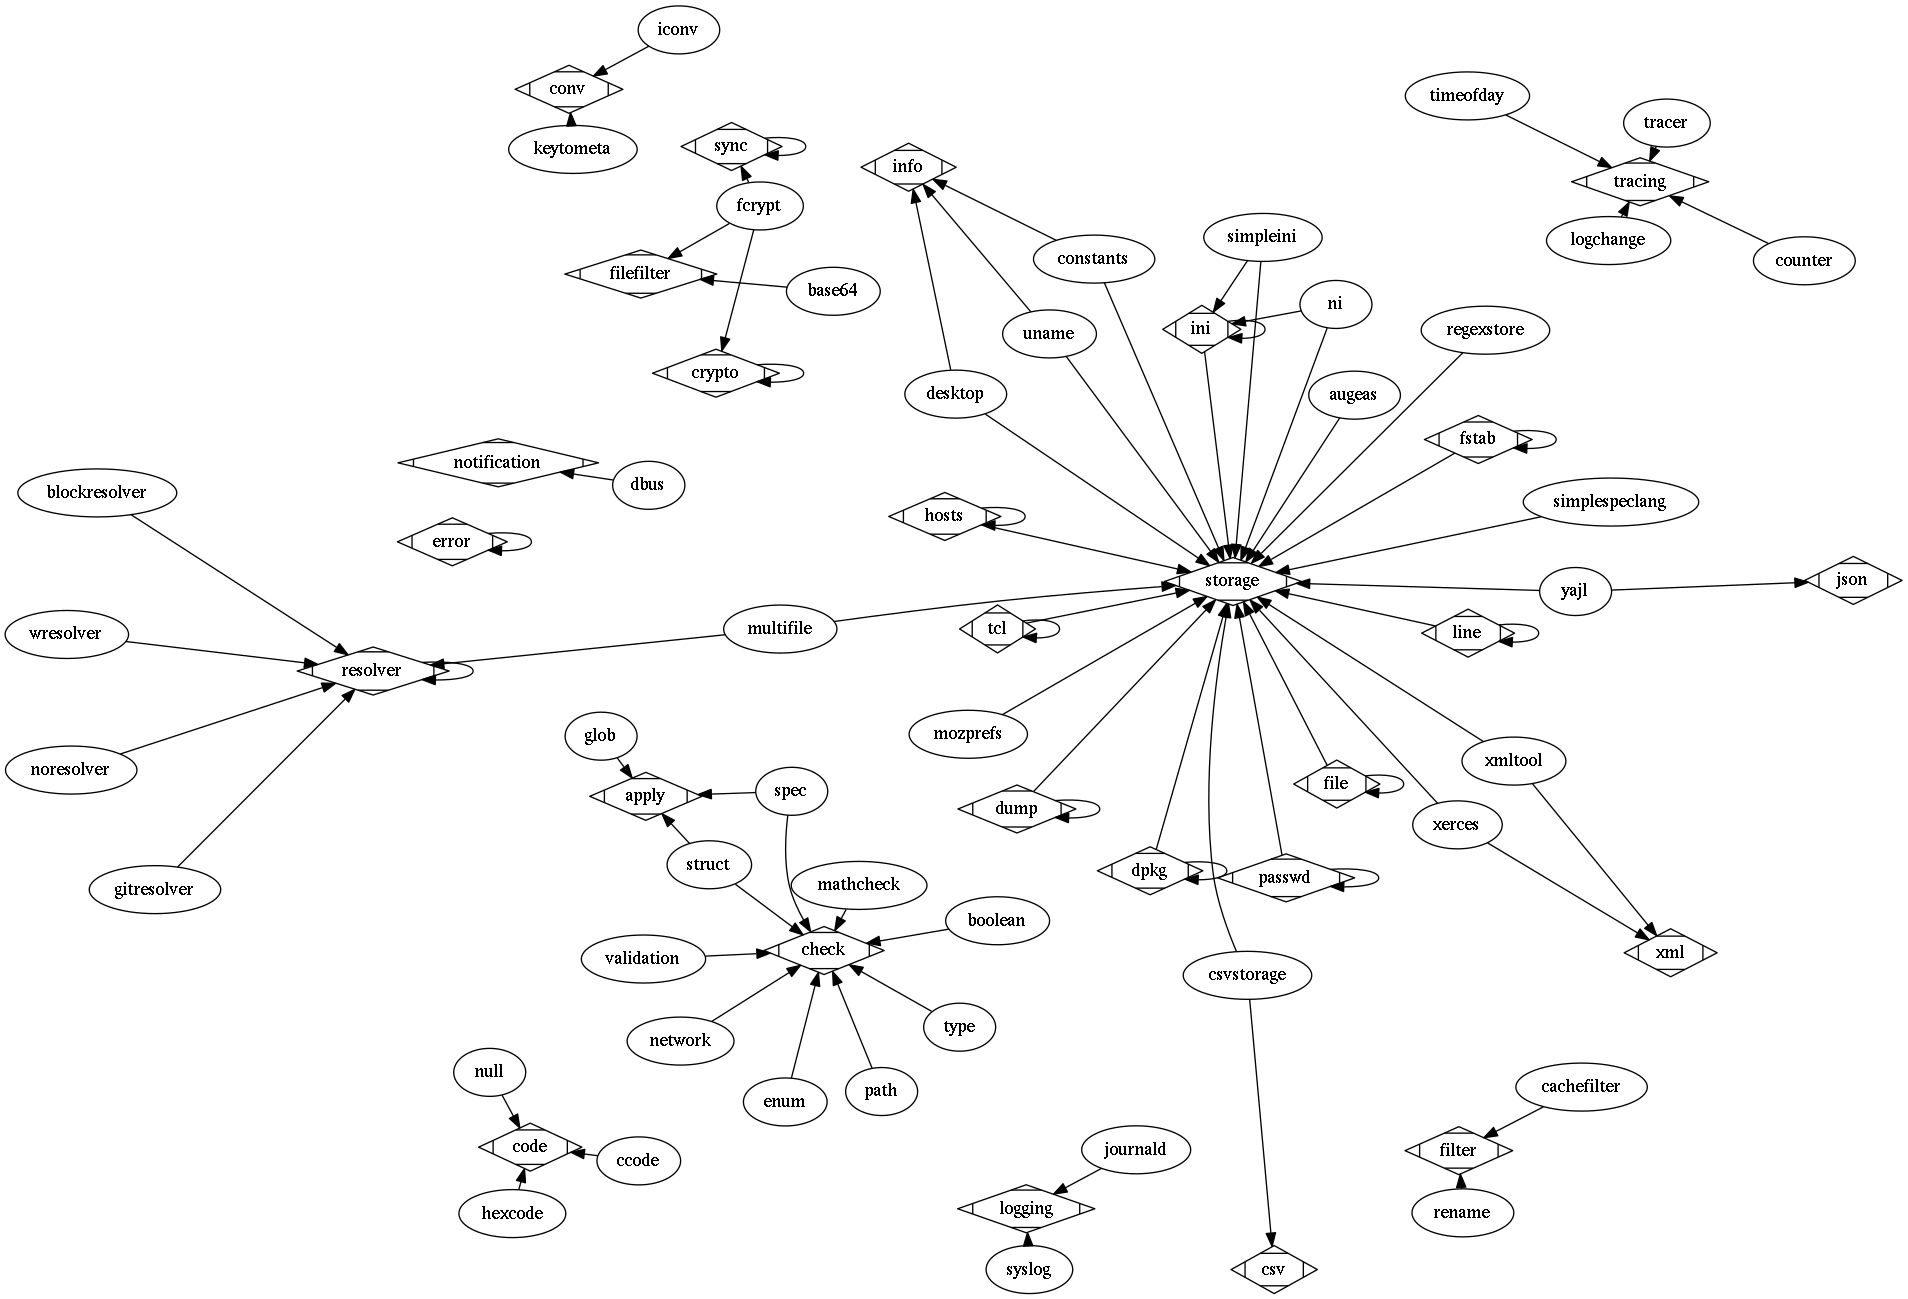 iconv
conv
keytometa
timeofday
tracer
sync
info
tracing
fcrypt
simpleini
logchange
constants
counter
filefilter
base64
ni
ini
uname
regexstore
crypto
desktop
augeas
fstab
notification
dbus
blockresolver
simplespeclang
hosts
error
storage
json
yajl
wresolver
multifile
tcl
line
resolver
glob
mozprefs
noresolver
xmltool
apply
spec
file
dump
xerces
struct
dpkg
passwd
mathcheck
gitresolver
boolean
check
validation
xml
csvstorage
type
network
null
cachefilter
path
enum
code
journald
filter
ccode
logging
hexcode
rename
syslog
csv